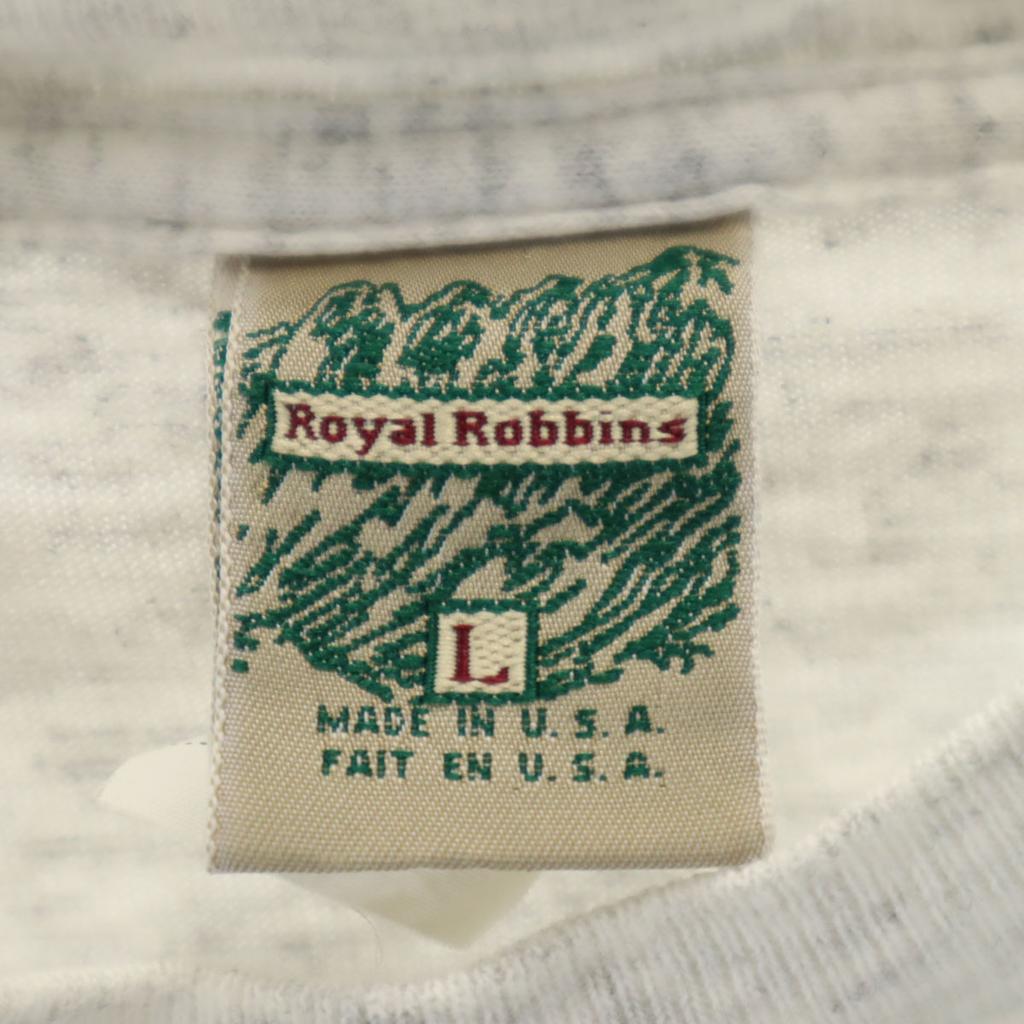 Royal Robbins
L
MADE IN U.S.A.
FAIT EN U.S.A.